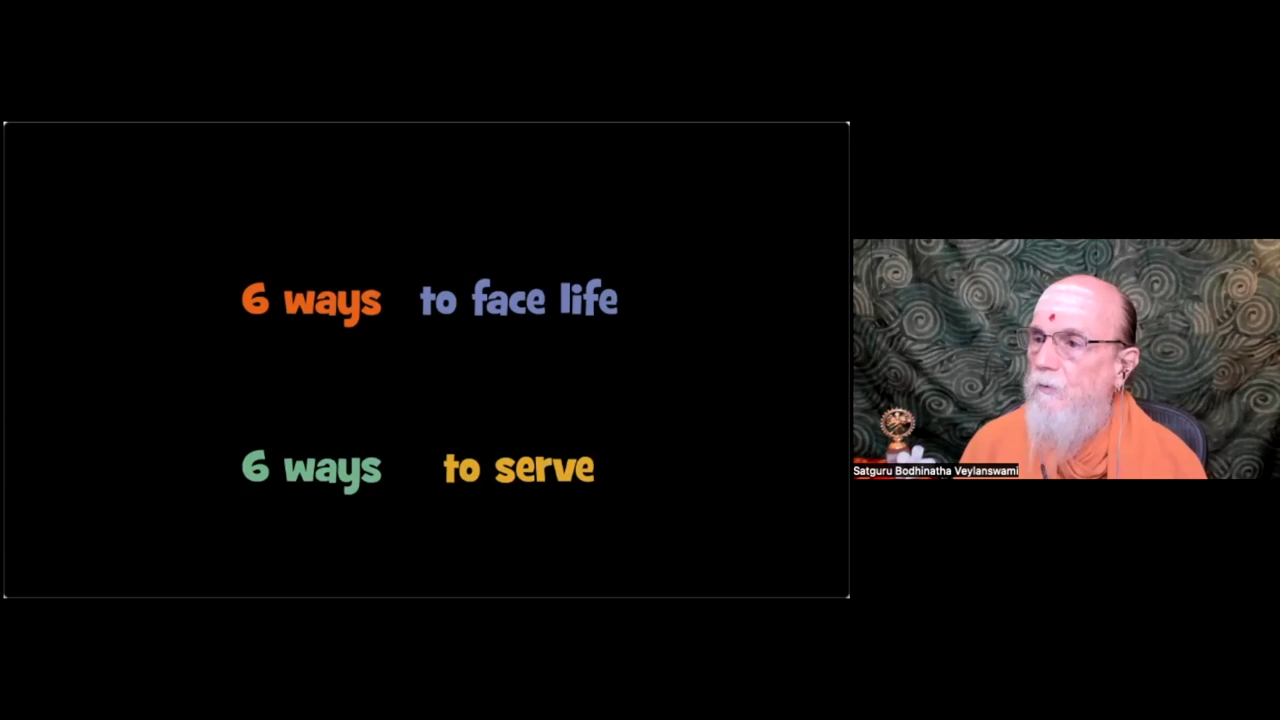 6 ways to face life
6 ways to serve
Satguru Bodhinatha Veylanswami